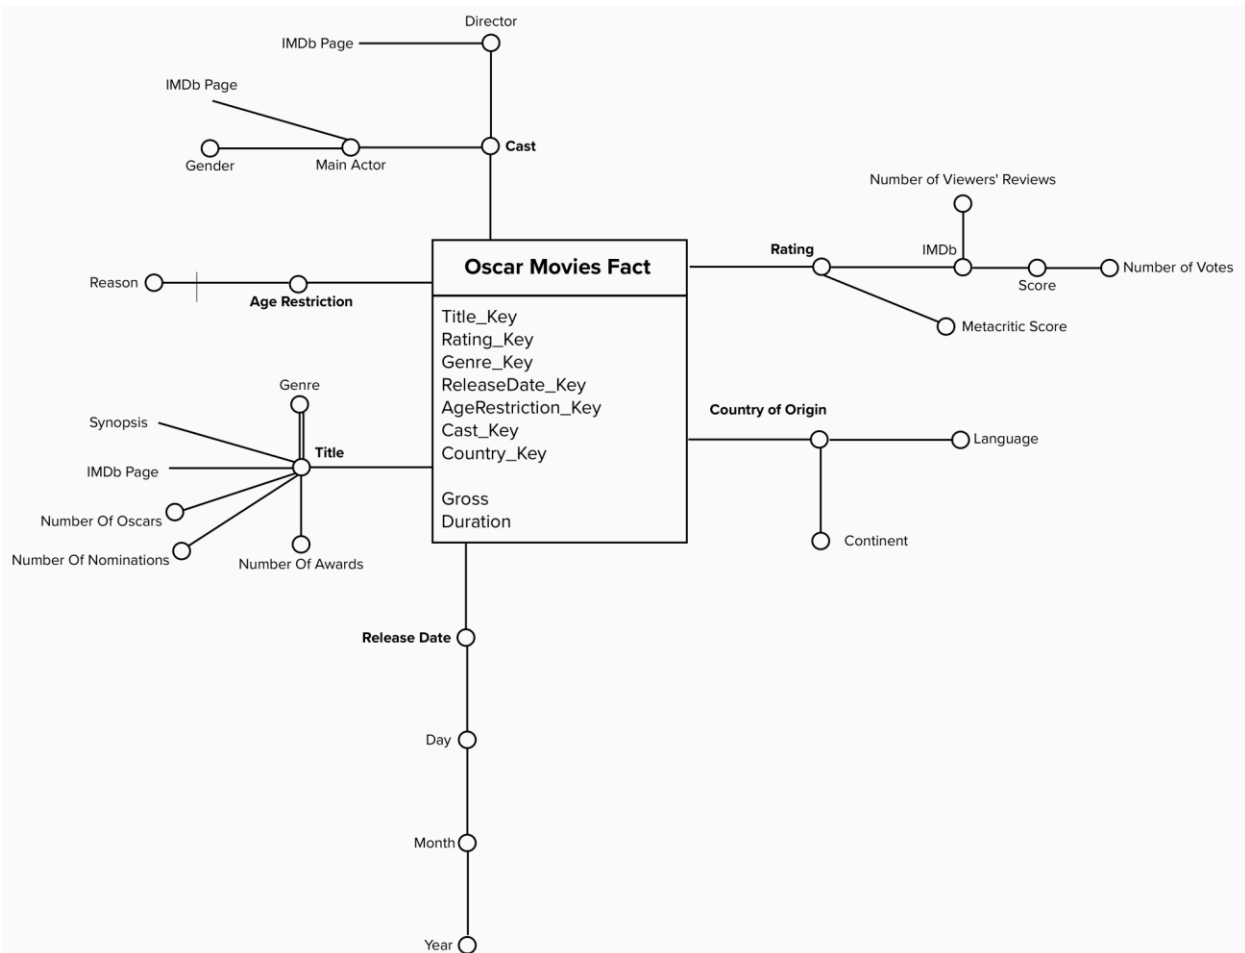 Director
IMDb Page
IMDb Page
Cast
Gender
Main Actor
Number of Viewers' Reviews
Rating
IMDb
Number of Votes
Score
Metacritic Score
Oscar Movies Fact
Reason
Age Restriction
Title_Key
Rating_Key
Genre_Key
ReleaseDate_Key
AgeRestriction_Key
Cast_Key
Country_Key
Gross
Duration
Genre
Synopsis
Title
IMDb Page
Number Of Oscars
Number Of Nominations
Number Of Awards
Country of Origin
Language
Continent
Release Date
Day
Month
Year